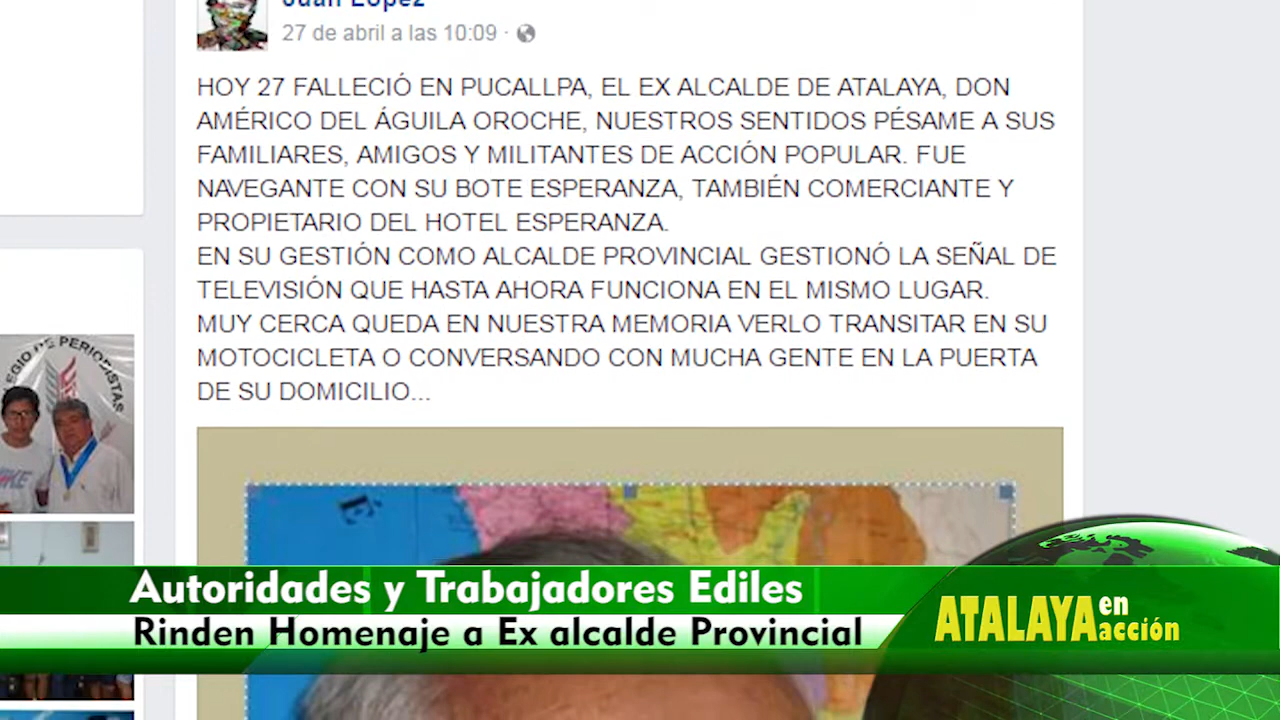 Juan López
27 de abril a las 10:09 ·
HOY 27 FALLECIÓ EN PUCALLPA, EL EX ALCALDE DE ATALAYA, DON
AMÉRICO DEL ÁGUILA OROCHE, NUESTROS SENTIDOS PÉSAME A SUS
FAMILIARES, AMIGOS Y MILITANTES DE ACCIÓN POPULAR. FUE
NAVEGANTE CON SU BOTE ESPERANZA, TAMBIÉN COMERCIANTE Y
PROPIETARIO DEL HOTEL ESPERANZA.
EN SU GESTIÓN COMO ALCALDE PROVINCIAL GESTIONÓ LA SEÑAL DE
TELEVISIÓN QUE HASTA AHORA FUNCIONA EN EL MISMO LUGAR.
MUY CERCA QUEDA EN NUESTRA MEMORIA VERLO TRANSITAR EN SU
MOTOCICLETA O CONVERSANDO CON MUCHA GENTE EN LA PUERTA
DE SU DOMICILIO...
DE PERIODISTAS
Autoridades y Trabajadores Ediles
Rinden Homenaje a Ex alcalde Provincial
ATALAYA en
acción